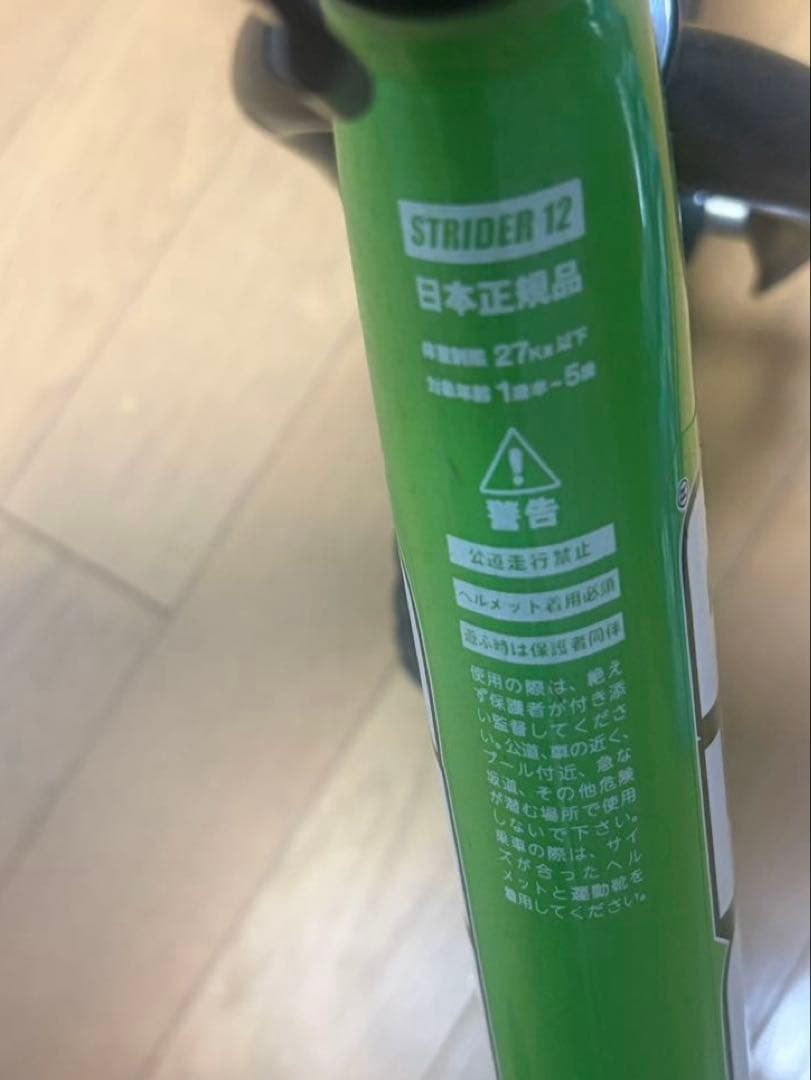 STRIDER 12
日本正規品
体重制限 27Kg以下
対象年齢 1歳半~5歳
警告
公道走行禁止
ヘルメット着用必須
遊ぶ時は保護者同伴
使用の際は、絶え
ず保護者が付き添
い監督してくださ
い。公道、車の近く、
プール付近、急な
坂道、その他危険
が潜む場所で使用
しないで下さい。
乗車の際は、サイ
ズが合ったヘル
メットと運動靴を
着用してください。